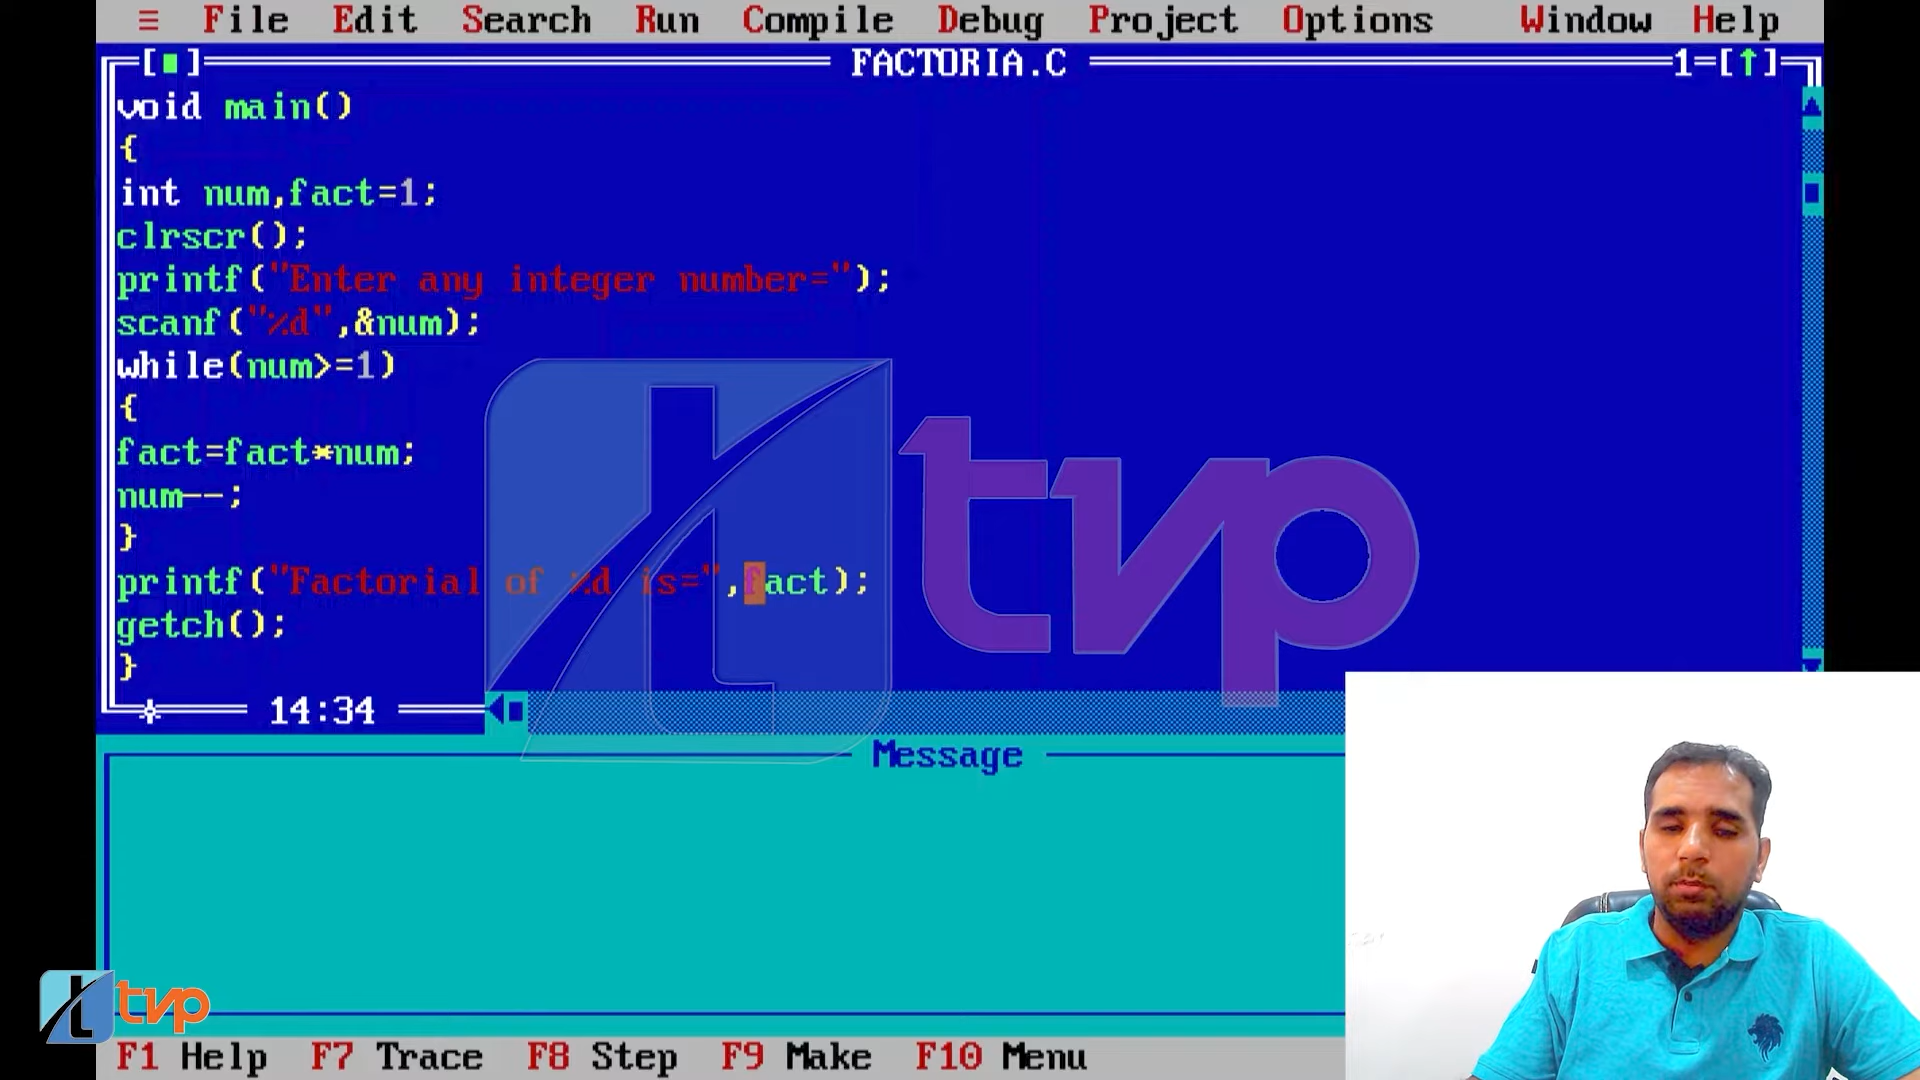 ≡ File Edit Search Run Compile Debug Project Options Window Help
[■] FACTORIA.C 1=[↑]
void main()
{
int num,fact=1;
clrscr();
printf("Enter any integer number=");
scanf("%d",&num);
while(num>=1)
{
fact=fact*num;
num--;
}
printf("Factorial of %d is=",fact);
getch();
}
14:34
tvp
Message
tvp
F1 Help F7 Trace F8 Step F9 Make F10 Menu